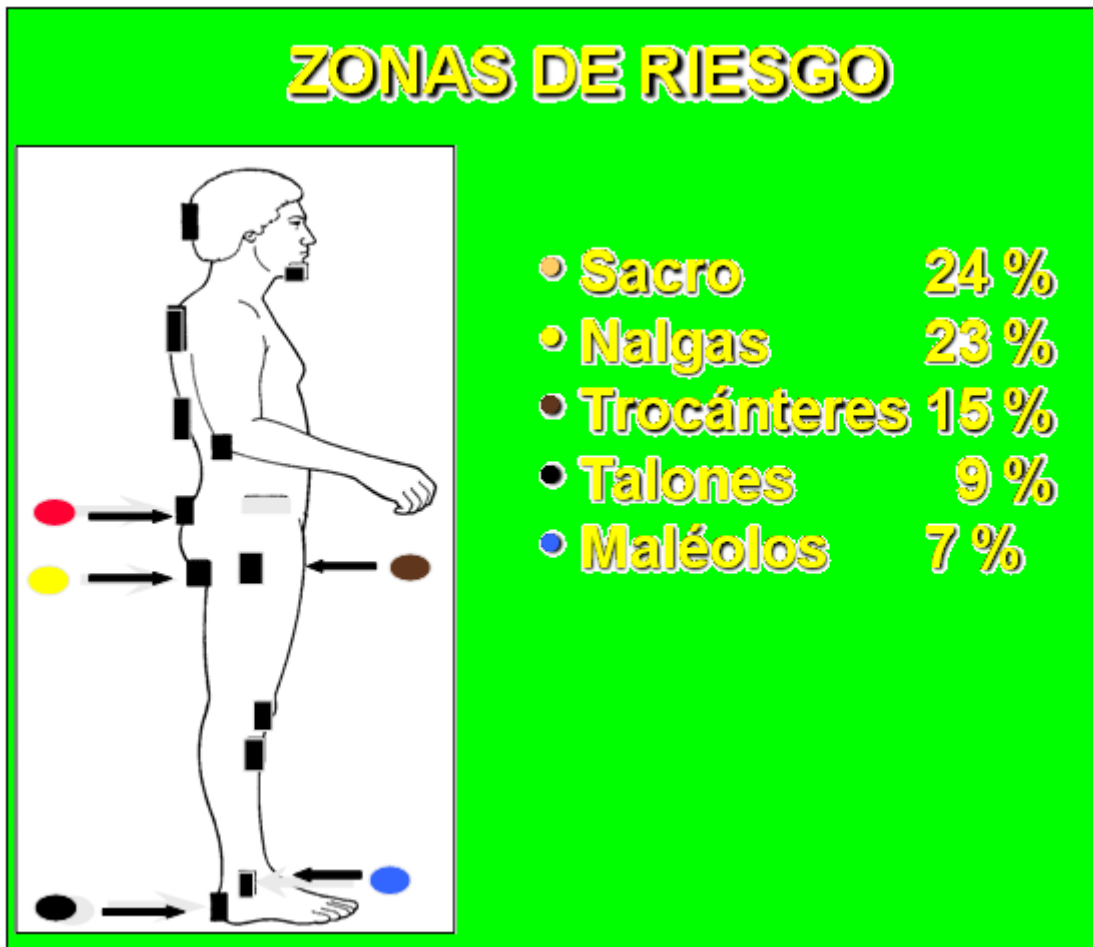 ZONAS DE RIESGO
• Sacro 24 %
• Nalgas 23 %
• Trocánteres 15 %
• Talones 9 %
• Maléolos 7 %